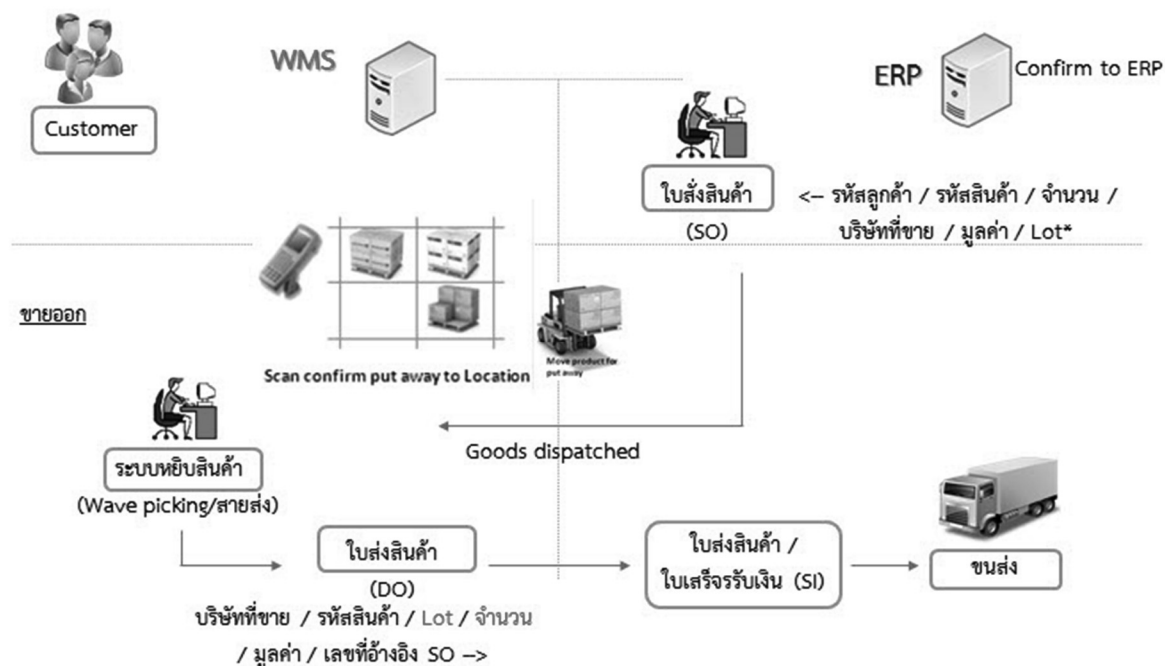 WMS
ERP
Confirm to ERP
Customer
ใบสั่งสินค้า
(SO)
<-- รหัสลูกค้า / รหัสสินค้า / จำนวน /
บริษัทที่ขาย / มูลค่า / Lot*
ขายออก
Scan confirm put away to Location
Move product for
put away
Goods dispatched
ระบบหยิบสินค้า
(Wave picking/สายส่ง)
ใบส่งสินค้า
(DO)
บริษัทที่ขาย / รหัสสินค้า / Lot / จำนวน
/ มูลค่า / เลขที่อ้างอิง SO -->
ใบส่งสินค้า /
ใบเสร็จรับเงิน (SI)
ขนส่ง